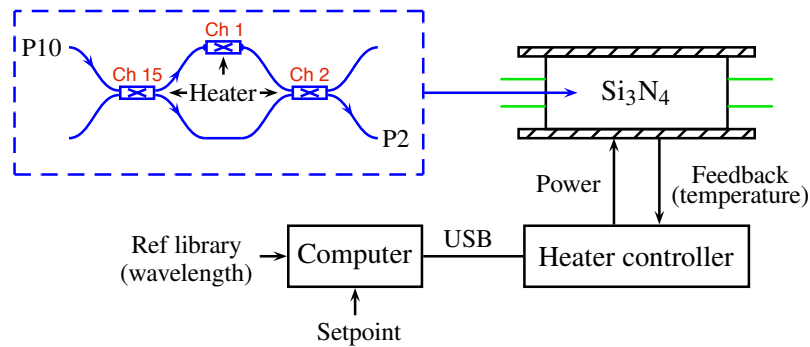 P10
Ch 1
Ch 15
Ch 2
Heater
P2
Si₃N₄
Power
Feedback
(temperature)
Ref library
(wavelength)
Computer
USB
Heater controller
Setpoint